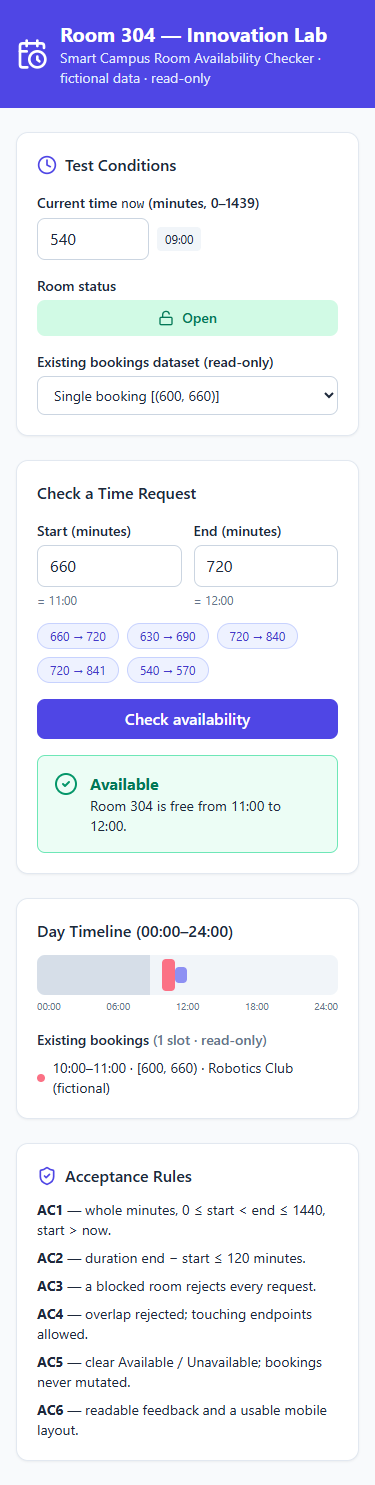 Room 304 — Innovation Lab
Smart Campus Room Availability Checker ·
fictional data · read-only
Test Conditions
Current time now (minutes, 0–1439)
540
09:00
Room status
Open
Existing bookings dataset (read-only)
Single booking [(600, 660)]
Check a Time Request
Start (minutes) End (minutes)
660 720
= 11:00 = 12:00
660 → 720 630 → 690 720 → 840
720 → 841 540 → 570
Check availability
Available
Room 304 is free from 11:00 to
12:00.
Day Timeline (00:00–24:00)
00:00 06:00 12:00 18:00 24:00
Existing bookings (1 slot · read-only)
10:00–11:00 · [600, 660) · Robotics Club
(fictional)
Acceptance Rules
AC1 — whole minutes, 0 ≤ start < end ≤ 1440,
start > now.
AC2 — duration end − start ≤ 120 minutes.
AC3 — a blocked room rejects every request.
AC4 — overlap rejected; touching endpoints
allowed.
AC5 — clear Available / Unavailable; bookings
never mutated.
AC6 — readable feedback and a usable mobile
layout.